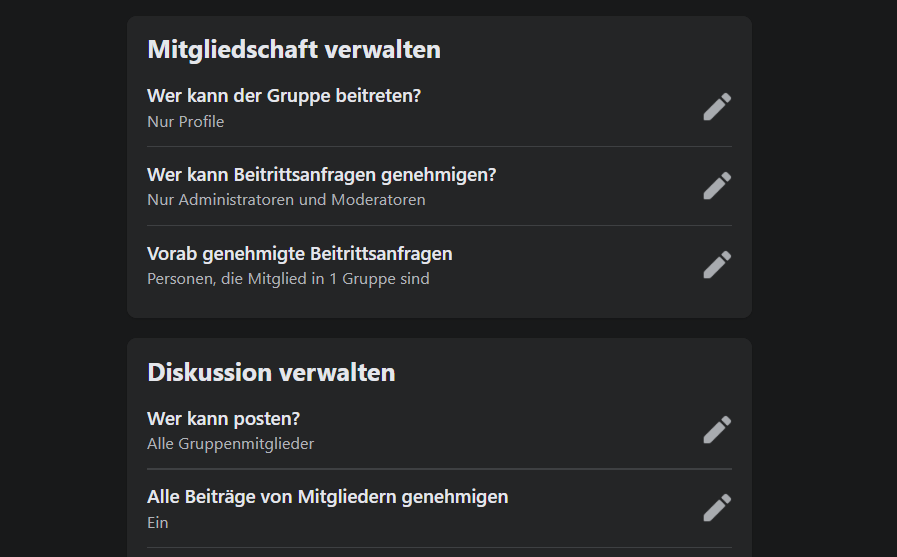 Mitgliedschaft verwalten
Wer kann der Gruppe beitreten?
Nur Profile
Wer kann Beitrittsanfragen genehmigen?
Nur Administratoren und Moderatoren
Vorab genehmigte Beitrittsanfragen
Personen, die Mitglied in 1 Gruppe sind
Diskussion verwalten
Wer kann posten?
Alle Gruppenmitglieder
Alle Beiträge von Mitgliedern genehmigen
Ein